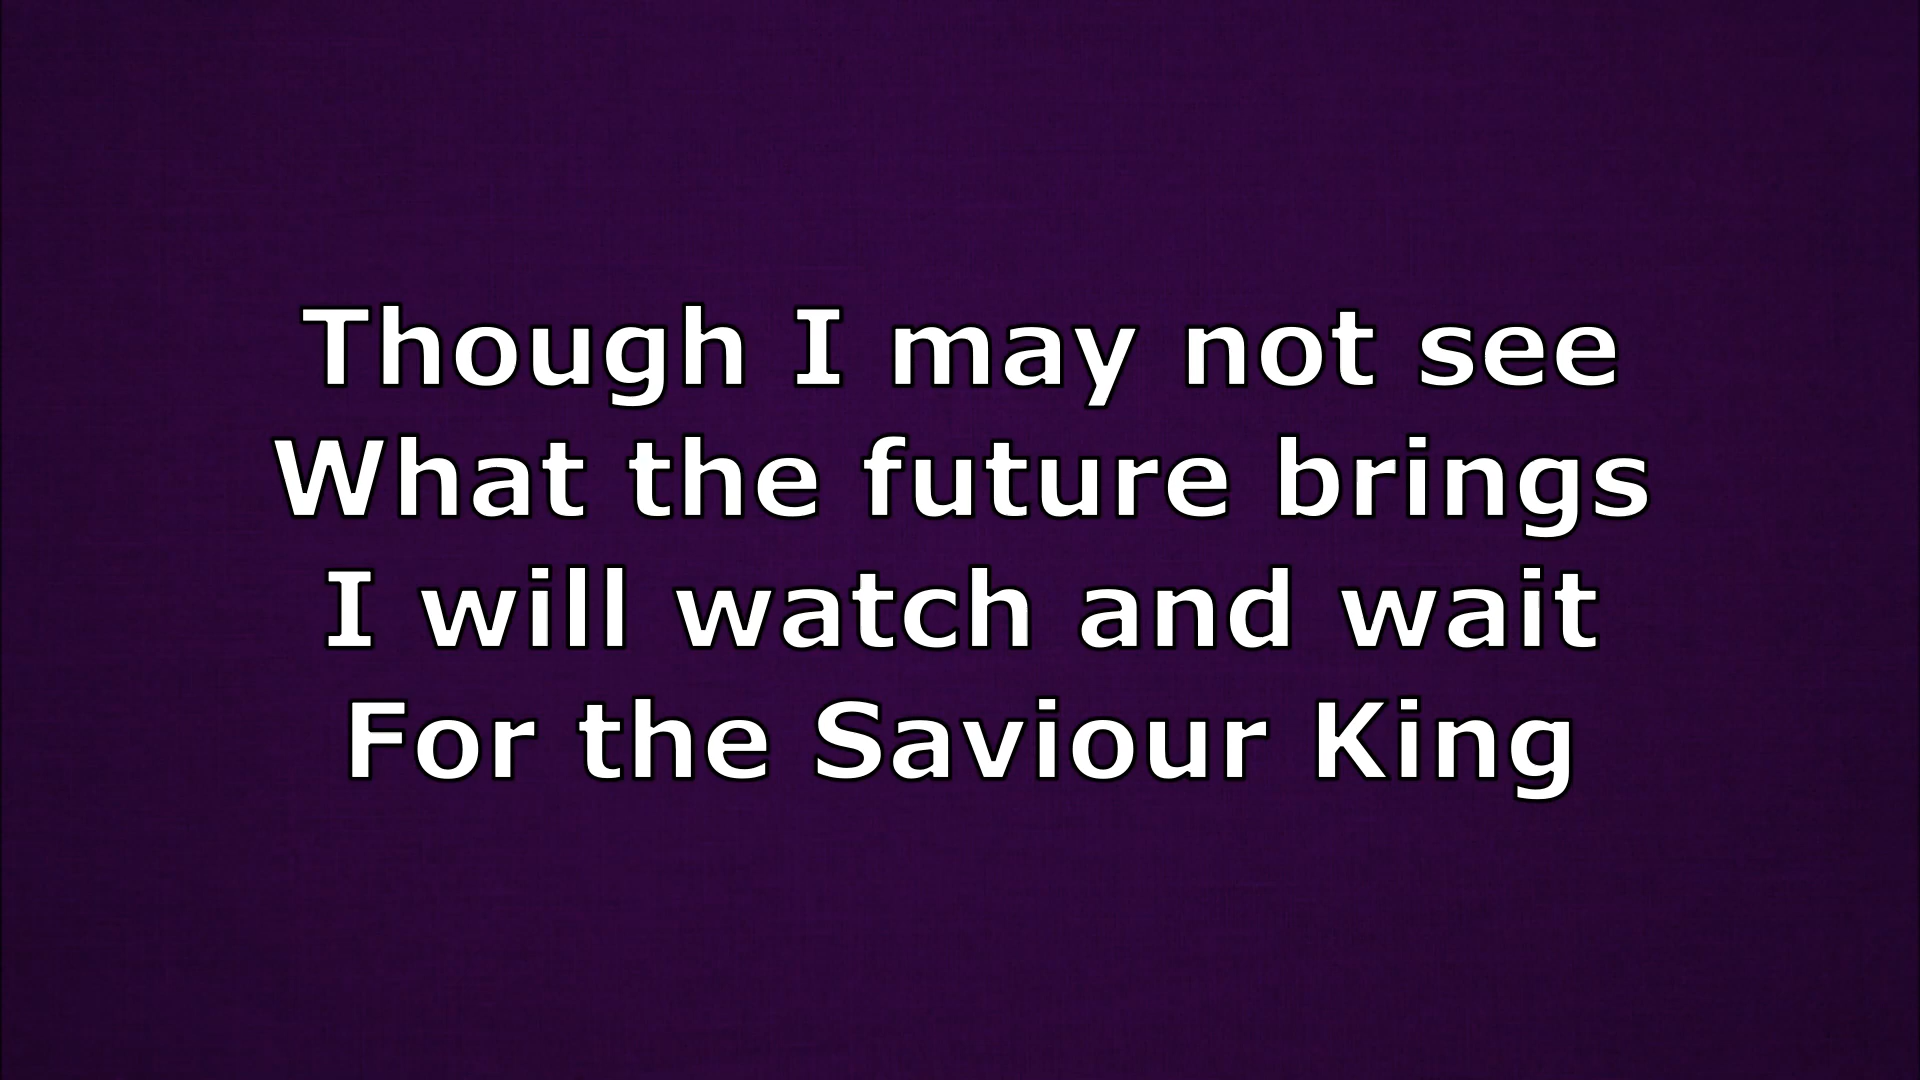 Though I may not see
What the future brings
I will watch and wait
For the Saviour King